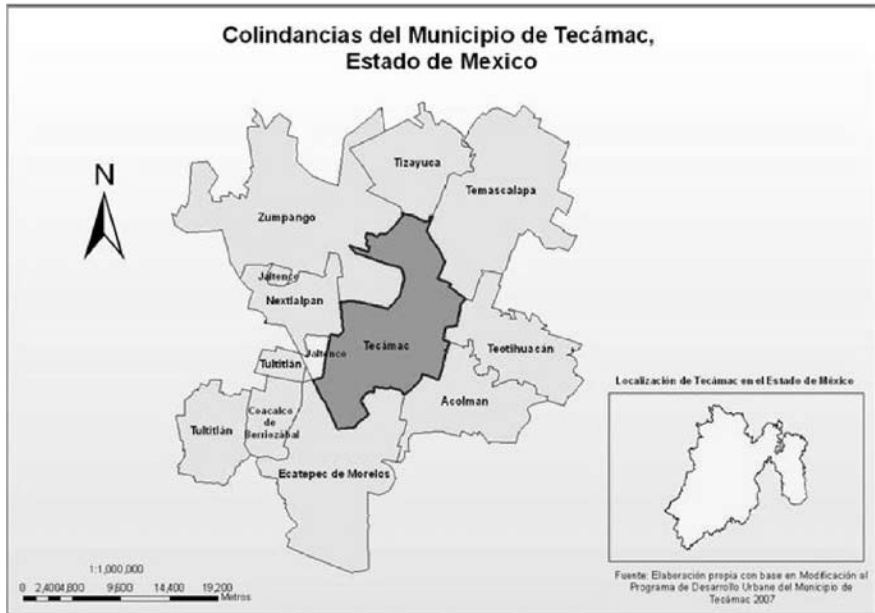 Colindancias del Municipio de Tecámac,
Estado de Mexico
N
Tizayuca
Temascalapa
Zumpango
Jaltenco
Nextlalpan
Jaltenco
Tecámac
Teotihuacán
Tultitlán
Acolman
Tultitlán
Coacalco
de
Berriozábal
Ecatepec de Morelos
Localización de Tecámac en el Estado de México
1:1,000,000
0 2,4004,800 9,600 14,400 19,200
Metros
Fuente: Elaboración propia con base en Modificación al
Programa de Desarrollo Urbano del Municipio de
Tecámac 2007